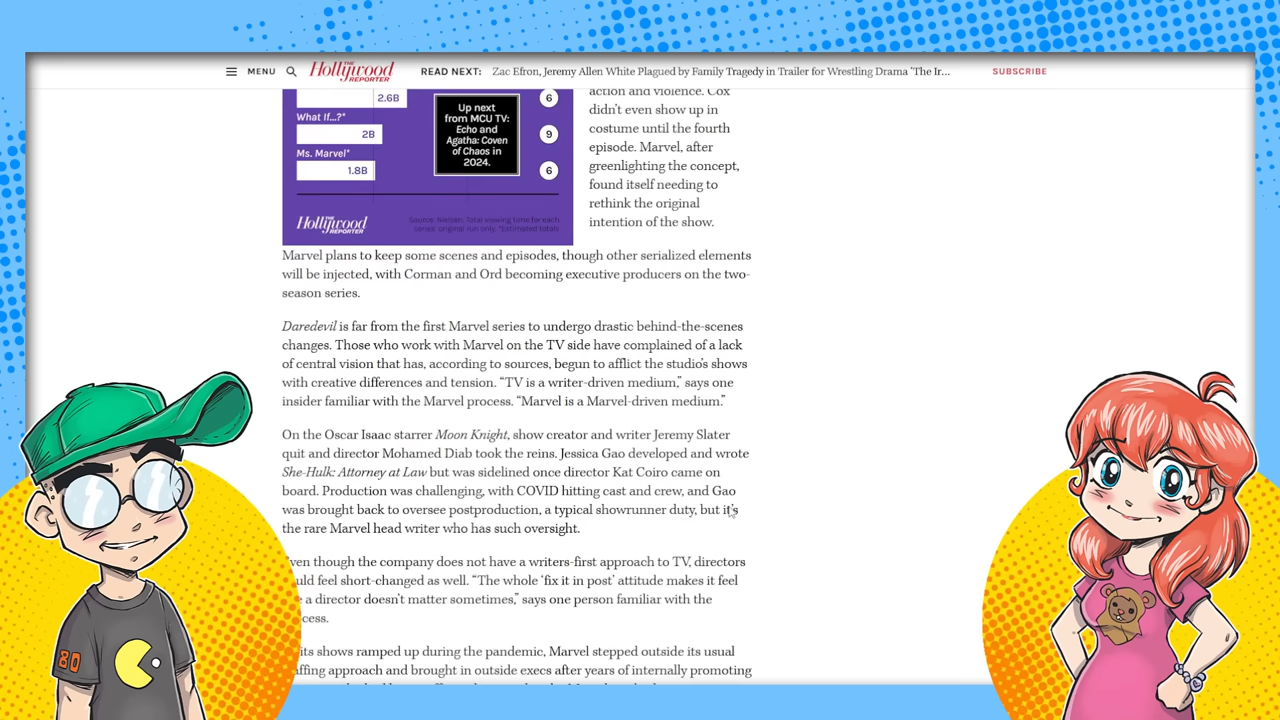 MENU
THE
Hollywood
REPORTER
READ NEXT: Zac Efron, Jeremy Allen White Plagued by Family Tragedy in Trailer for Wrestling Drama 'The Ir...
SUBSCRIBE
2.6B
6
What If...?*
2B
9
Ms. Marvel*
1.8B
6
Up next
from MCU TV:
Echo and
Agatha: Coven
of Chaos in
2024.
THE
Hollywood
REPORTER
Source: Nielsen. Total viewing time for each
series' original run only. *Estimated totals
action and violence. Cox
didn't even show up in
costume until the fourth
episode. Marvel, after
greenlighting the concept,
found itself needing to
rethink the original
intention of the show.
Marvel plans to keep some scenes and episodes, though other serialized elements
will be injected, with Corman and Ord becoming executive producers on the two-
season series.
Daredevil is far from the first Marvel series to undergo drastic behind-the-scenes
changes. Those who work with Marvel on the TV side have complained of a lack
of central vision that has, according to sources, begun to afflict the studio's shows
with creative differences and tension. "TV is a writer-driven medium," says one
insider familiar with the Marvel process. "Marvel is a Marvel-driven medium."
On the Oscar Isaac starrer Moon Knight, show creator and writer Jeremy Slater
quit and director Mohamed Diab took the reins. Jessica Gao developed and wrote
She-Hulk: Attorney at Law but was sidelined once director Kat Coiro came on
board. Production was challenging, with COVID hitting cast and crew, and Gao
was brought back to oversee postproduction, a typical showrunner duty, but it's
the rare Marvel head writer who has such oversight.
ven though the company does not have a writers-first approach to TV, directors
uld feel short-changed as well. "The whole 'fix it in post' attitude makes it feel
a director doesn't matter sometimes," says one person familiar with the
cess.
its shows ramped up during the pandemic, Marvel stepped outside its usual
affing approach and brought in outside execs after years of internally promoting
80